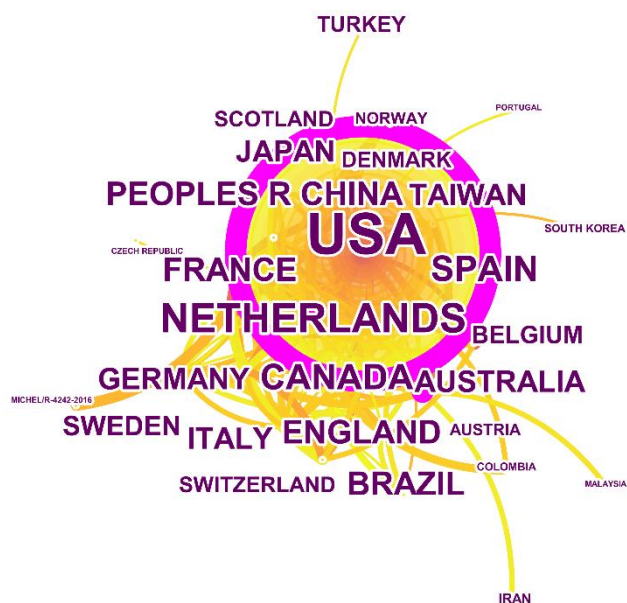 TURKEY
PORTUGAL
SCOTLAND
NORWAY
JAPAN
DENMARK
PEOPLES R CHINA
TAIWAN
USA
SOUTH KOREA
CZECH REPUBLIC
FRANCE
SPAIN
NETHERLANDS
BELGIUM
GERMANY
CANADA
AUSTRALIA
MICHEL/R-4242-2016
SWEDEN
ITALY
ENGLAND
AUSTRIA
COLOMBIA
SWITZERLAND
BRAZIL
MALAYSIA
IRAN